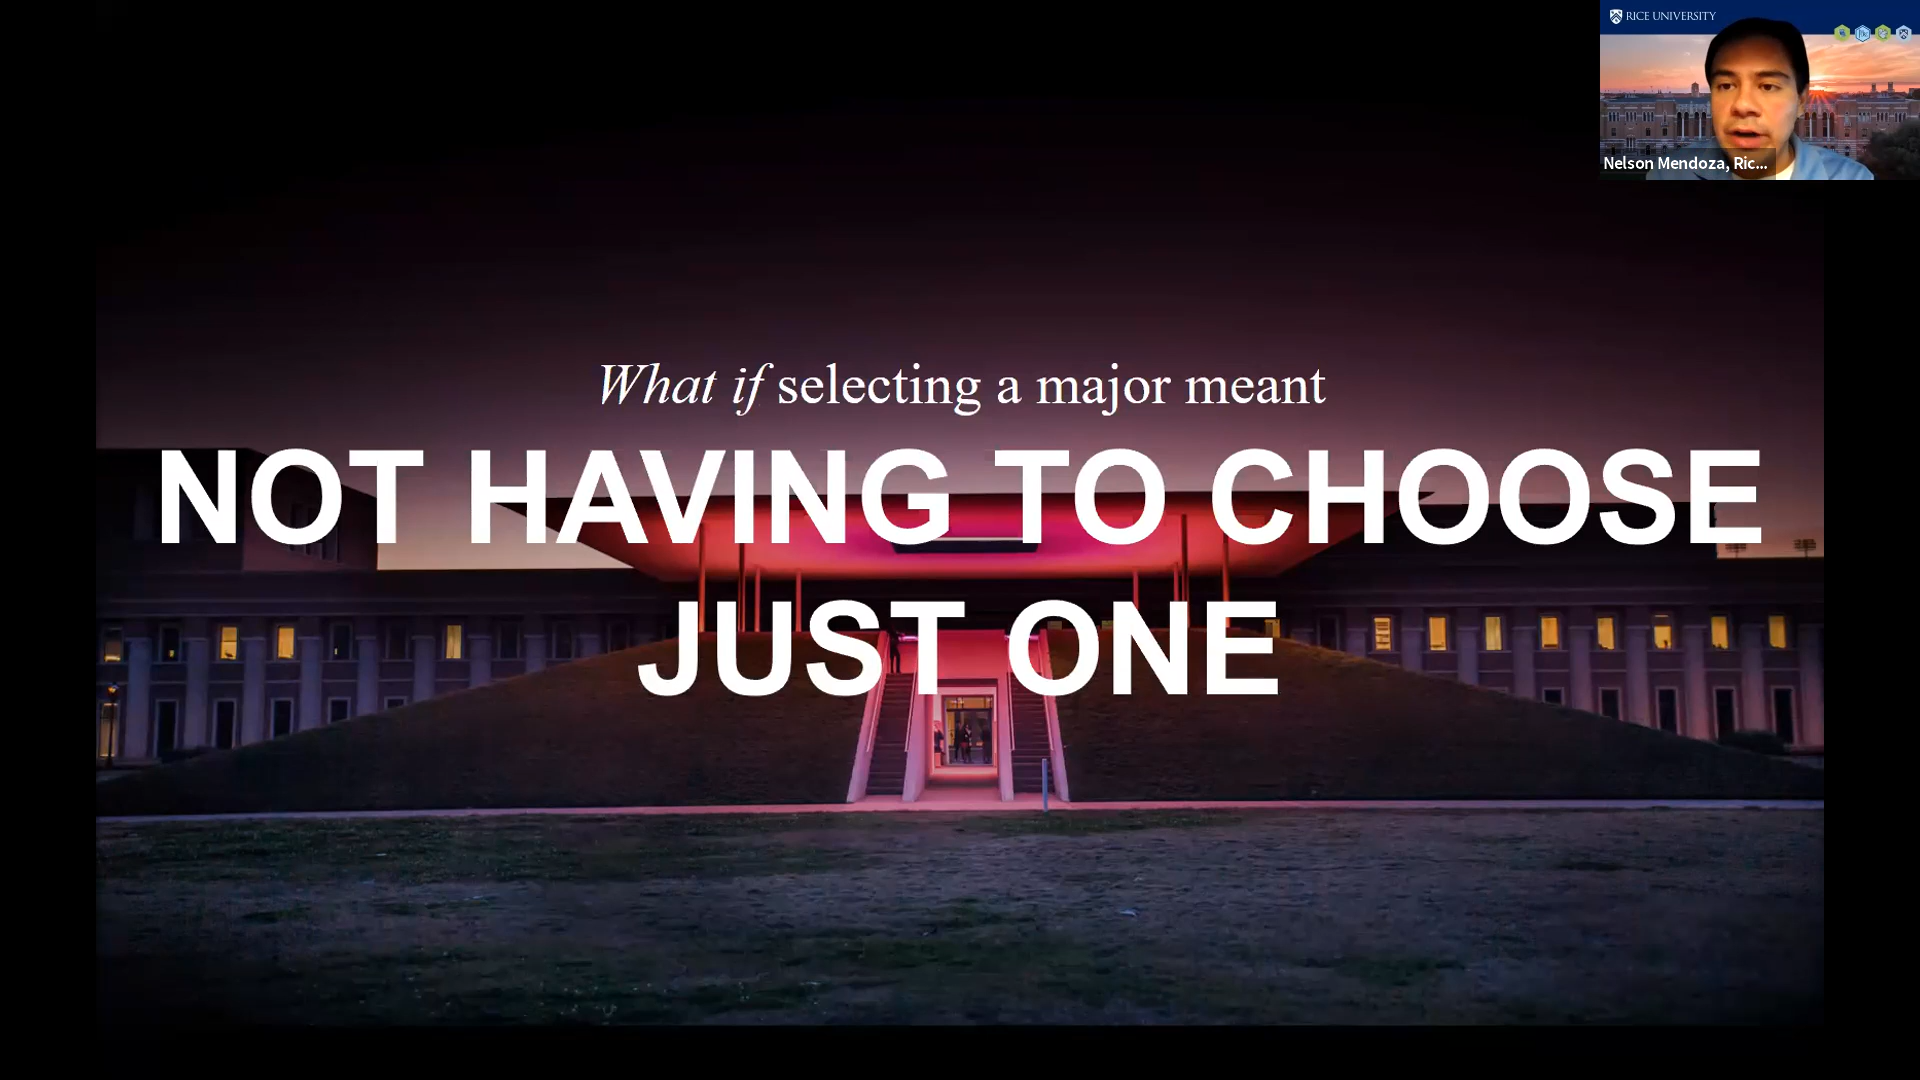 RICE UNIVERSITY
Nelson Mendoza, Ric...
What if selecting a major meant
NOT HAVING TO CHOOSE
JUST ONE